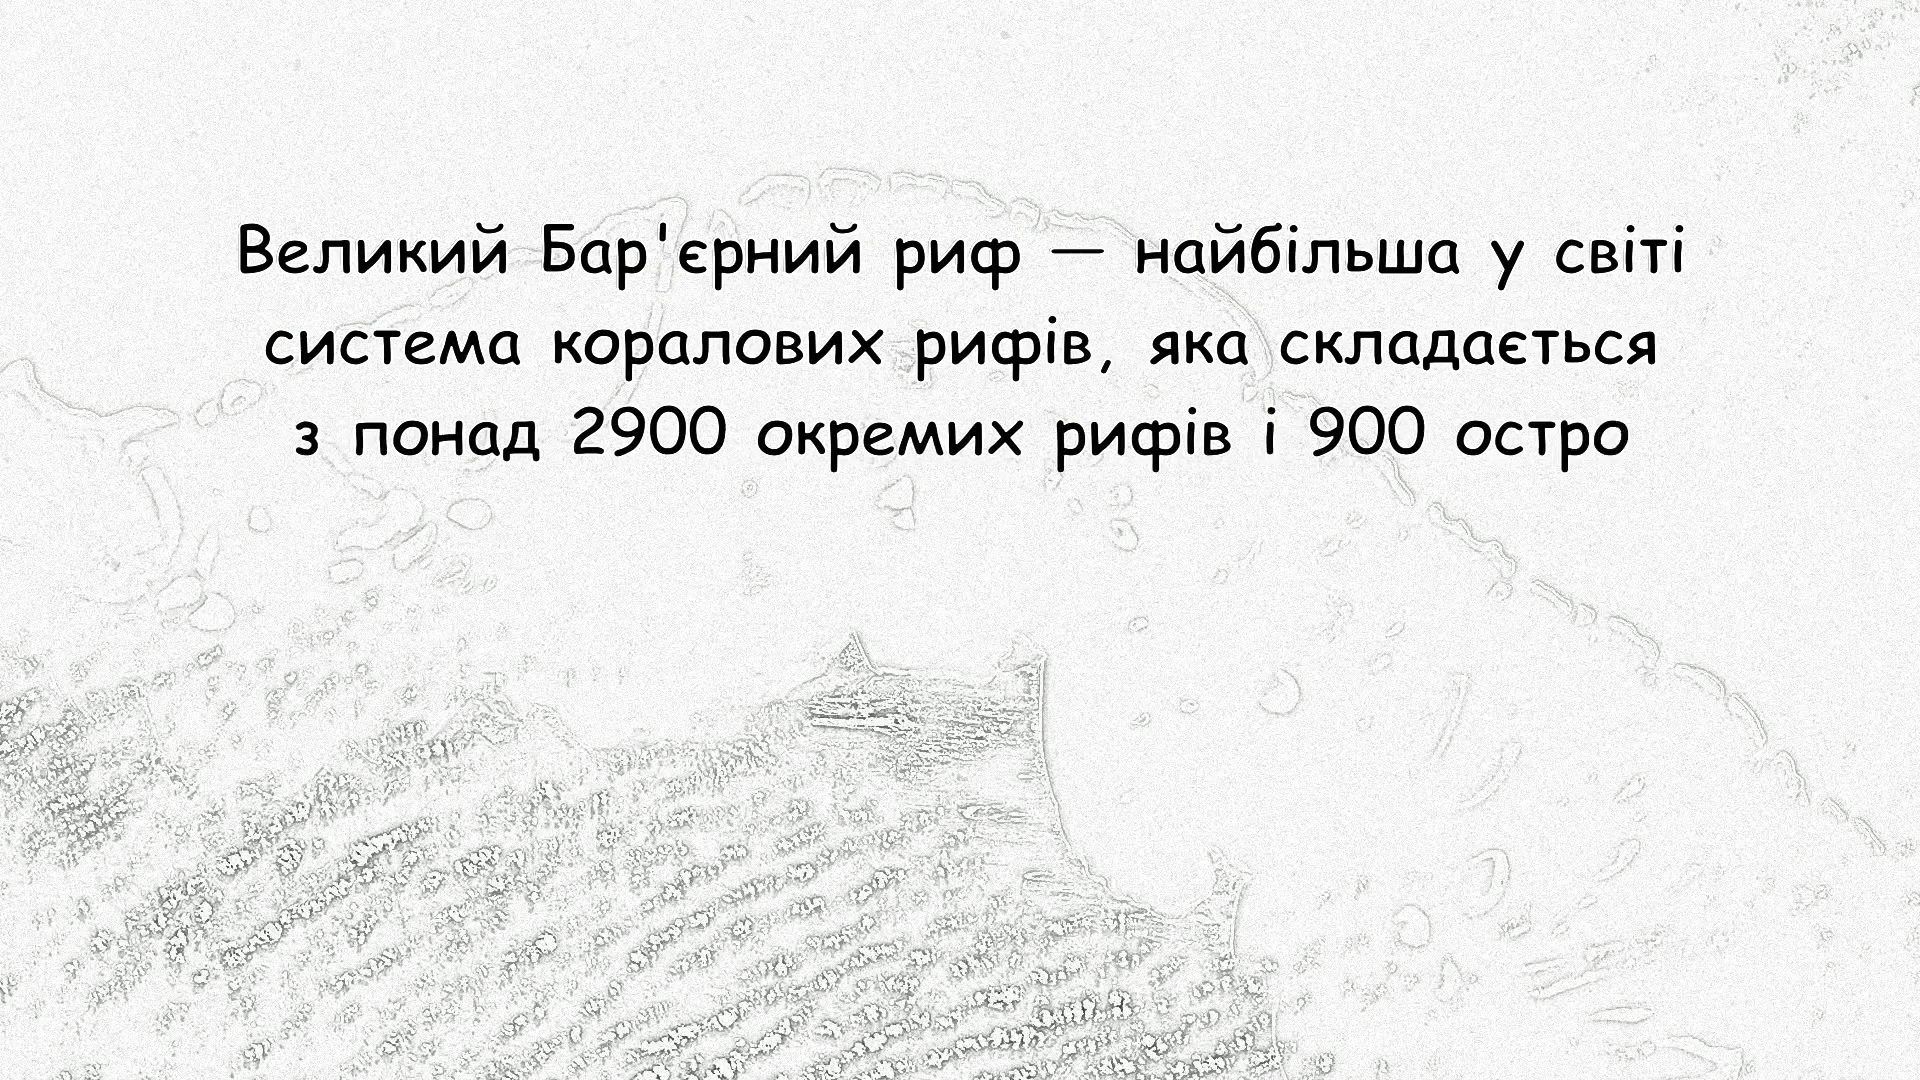 Великий Бар'єрний риф — найбільша у світі
система коралових рифів, яка складається
з понад 2900 окремих рифів і 900 остро